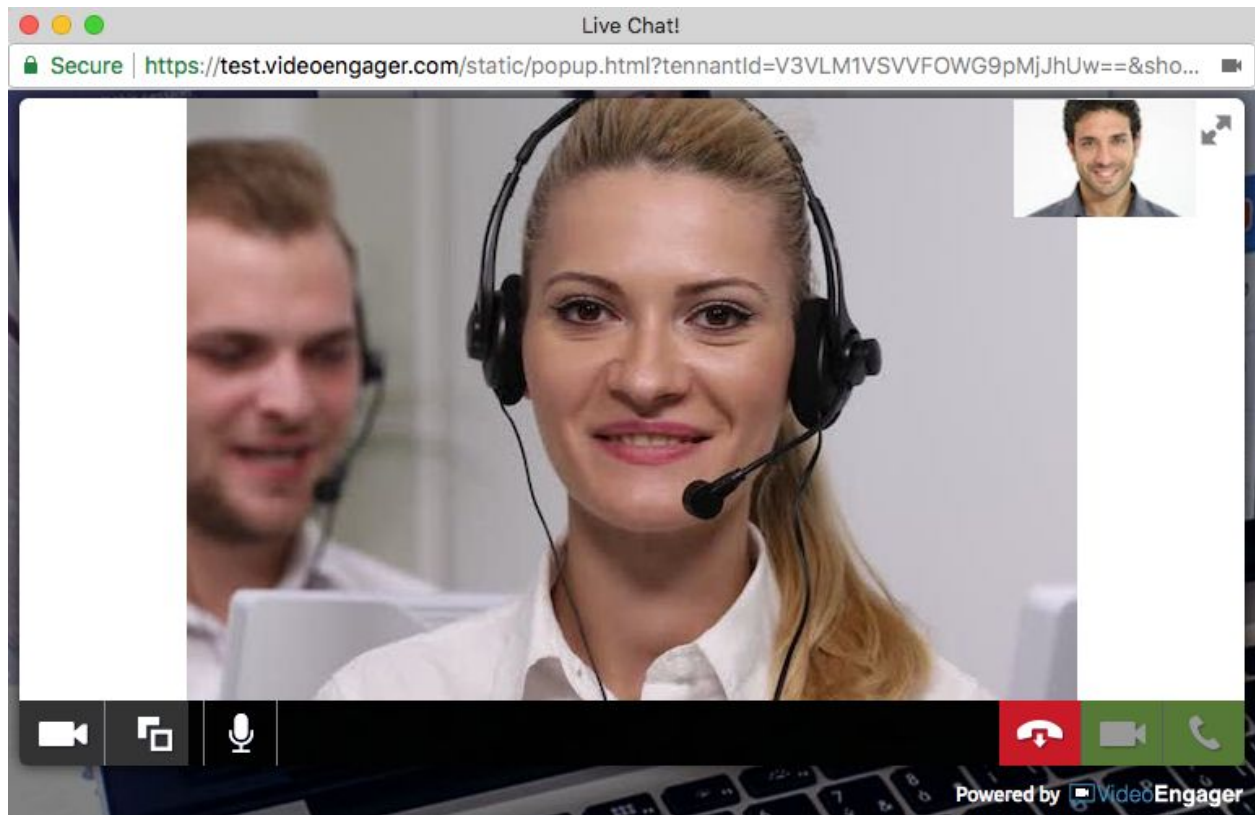 Live Chat!
Secure | https://test.videoengager.com/static/popup.html?tennantId=V3VLM1VSVVFOWG9pMjJhUw==&sho...
Powered by VideoEngager